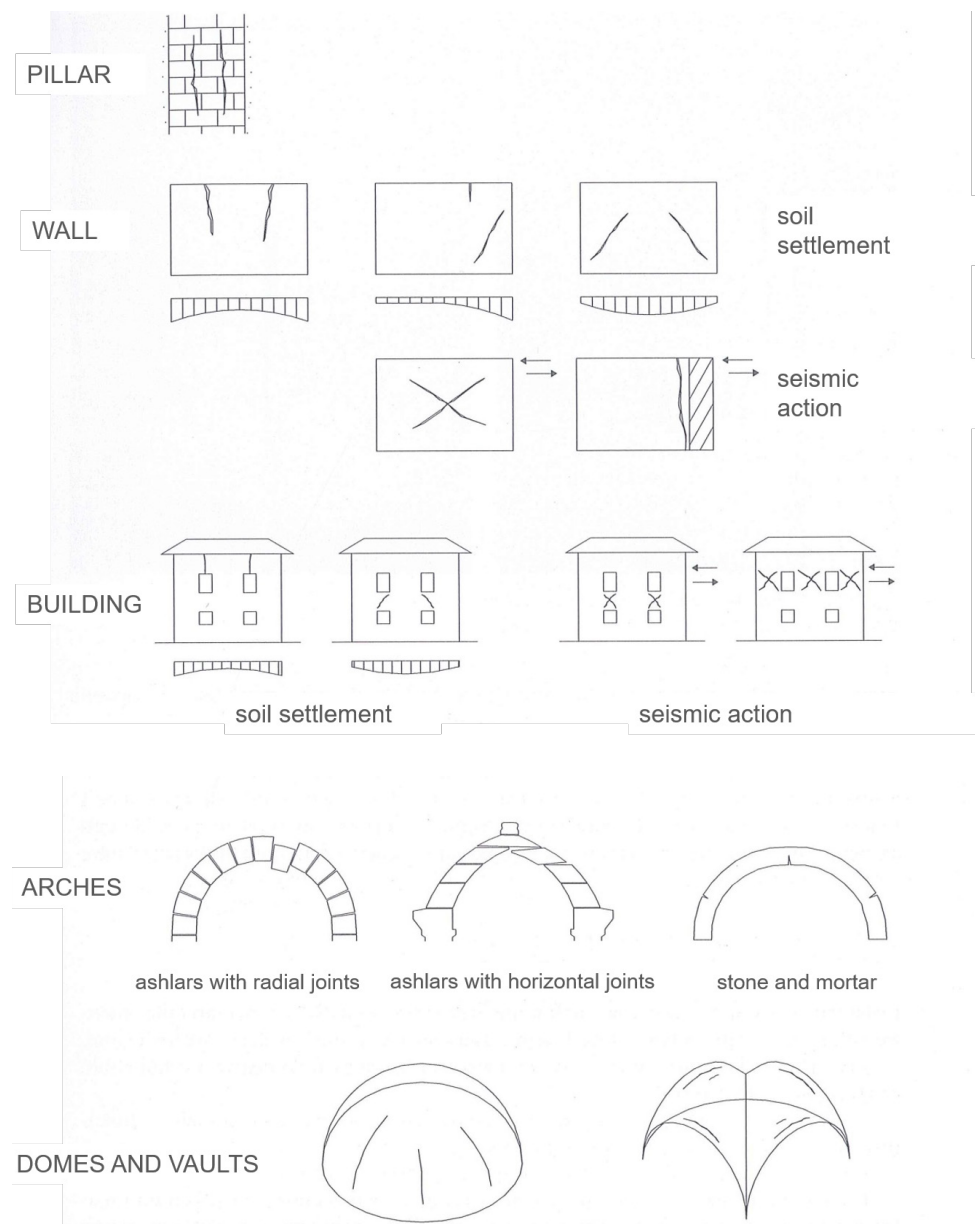 PILLAR
WALL
soil
settlement
seismic
action
BUILDING
soil settlement
seismic action
ARCHES
ashlars with radial joints
ashlars with horizontal joints
stone and mortar
DOMES AND VAULTS